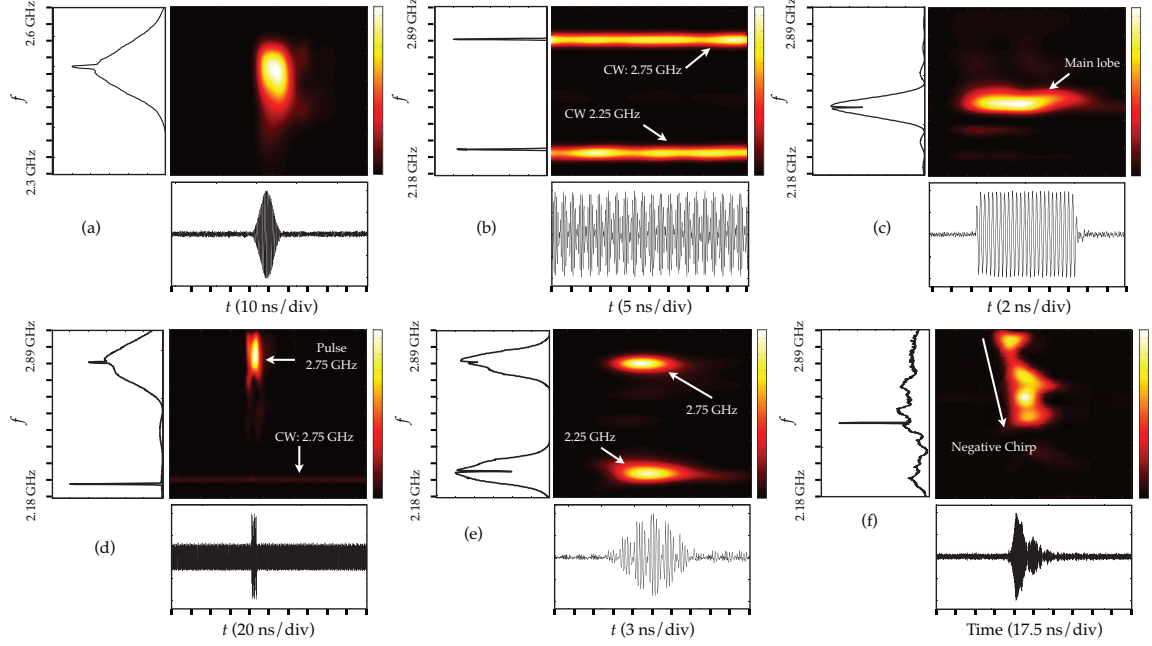 2.6 GHz
f
2.3 GHz
(a)
t (10 ns/div)
2.89 GHz
f
2.18 GHz
CW: 2.75 GHz
CW 2.25 GHz
(b)
t (5 ns/div)
2.89 GHz
f
2.18 GHz
Main lobe
(c)
t (2 ns/div)
2.89 GHz
f
2.18 GHz
Pulse
2.75 GHz
CW: 2.75 GHz
(d)
t (20 ns/div)
2.89 GHz
f
2.18 GHz
2.75 GHz
2.25 GHz
(e)
t (3 ns/div)
2.89 GHz
f
2.18 GHz
Negative Chirp
(f)
Time (17.5 ns/div)